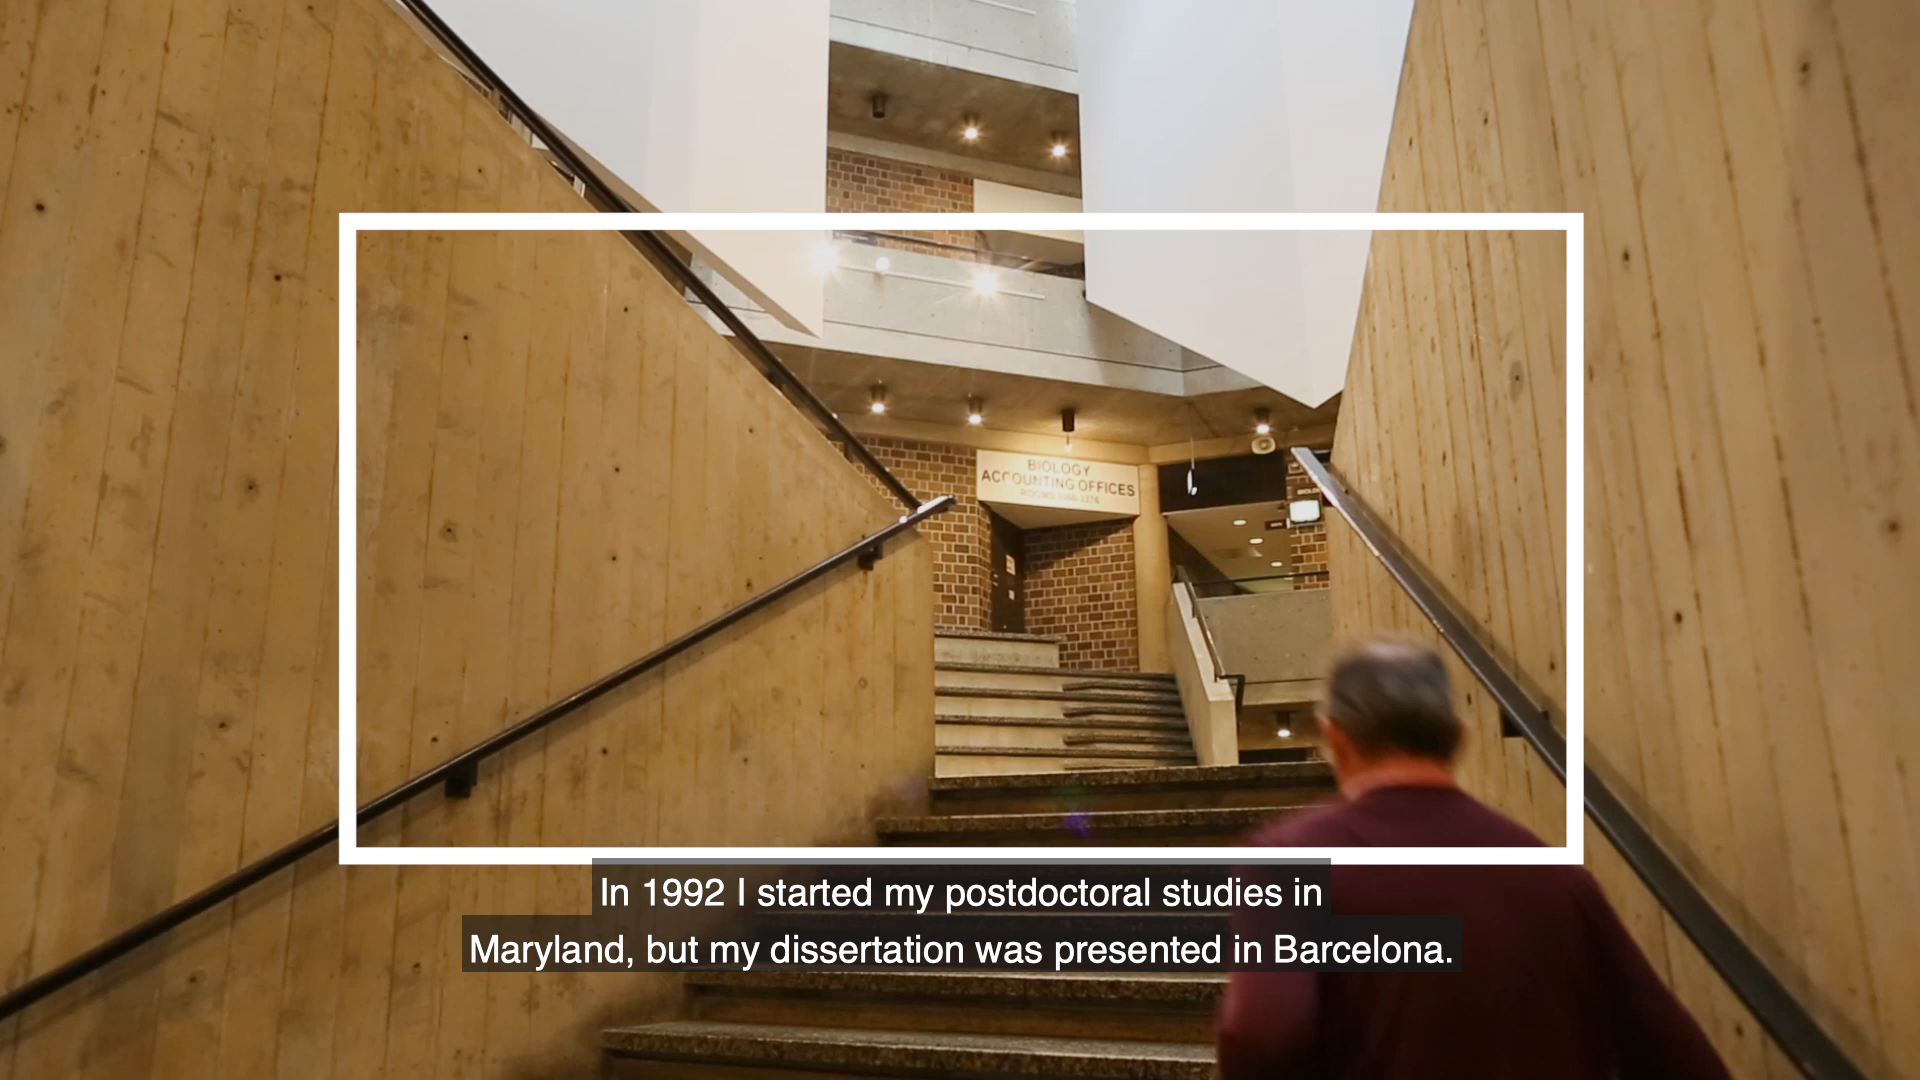 BIOLOGY
ACCOUNTING OFFICES
In 1992 I started my postdoctoral studies in
Maryland, but my dissertation was presented in Barcelona.